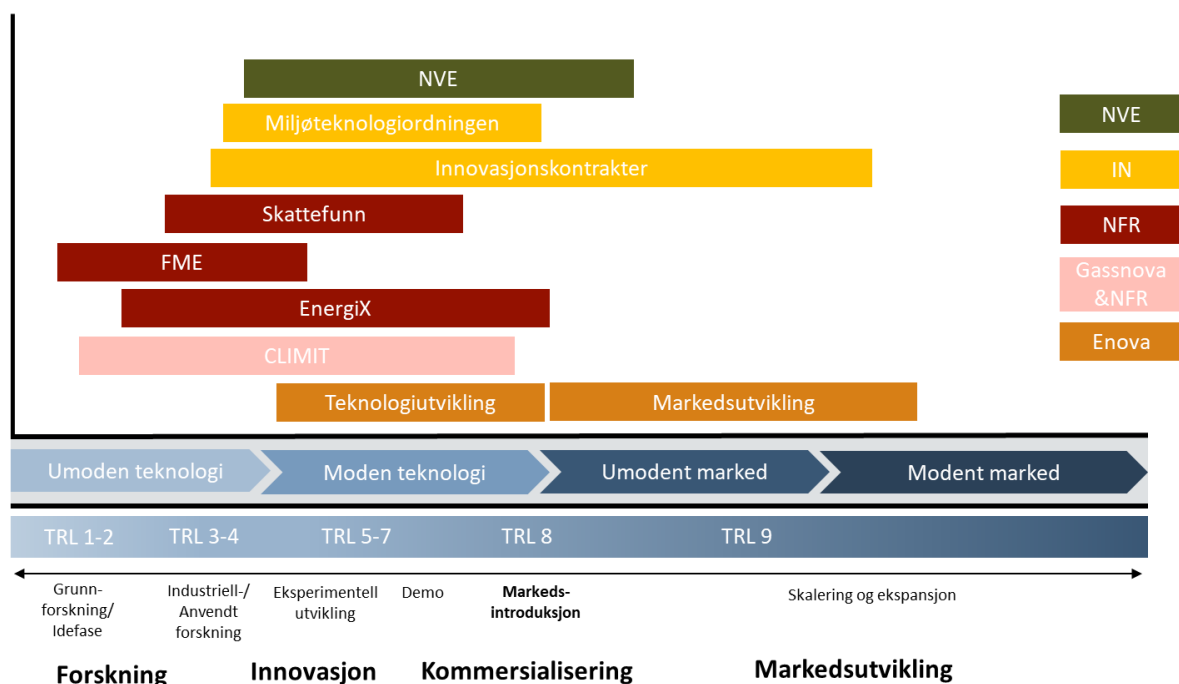 NVE
Miljøteknologiordningen
Innovasjonskontrakter
Skattefunn
FME
EnergiX
CLIMIT
Teknologiutvikling
Markedsutvikling
NVE
IN
NFR
Gassnova
&NFR
Enova
Umoden teknologi
Moden teknologi
Umodent marked
Modent marked
TRL 1-2
TRL 3-4
TRL 5-7
TRL 8
TRL 9
Grunn-
forskning/
Idefase
Industriell-/
Anvendt
forskning
Eksperimentell
utvikling
Demo
Markeds-
introduksjon
Skalering og ekspansjon
Forskning
Innovasjon
Kommersialisering
Markedsutvikling